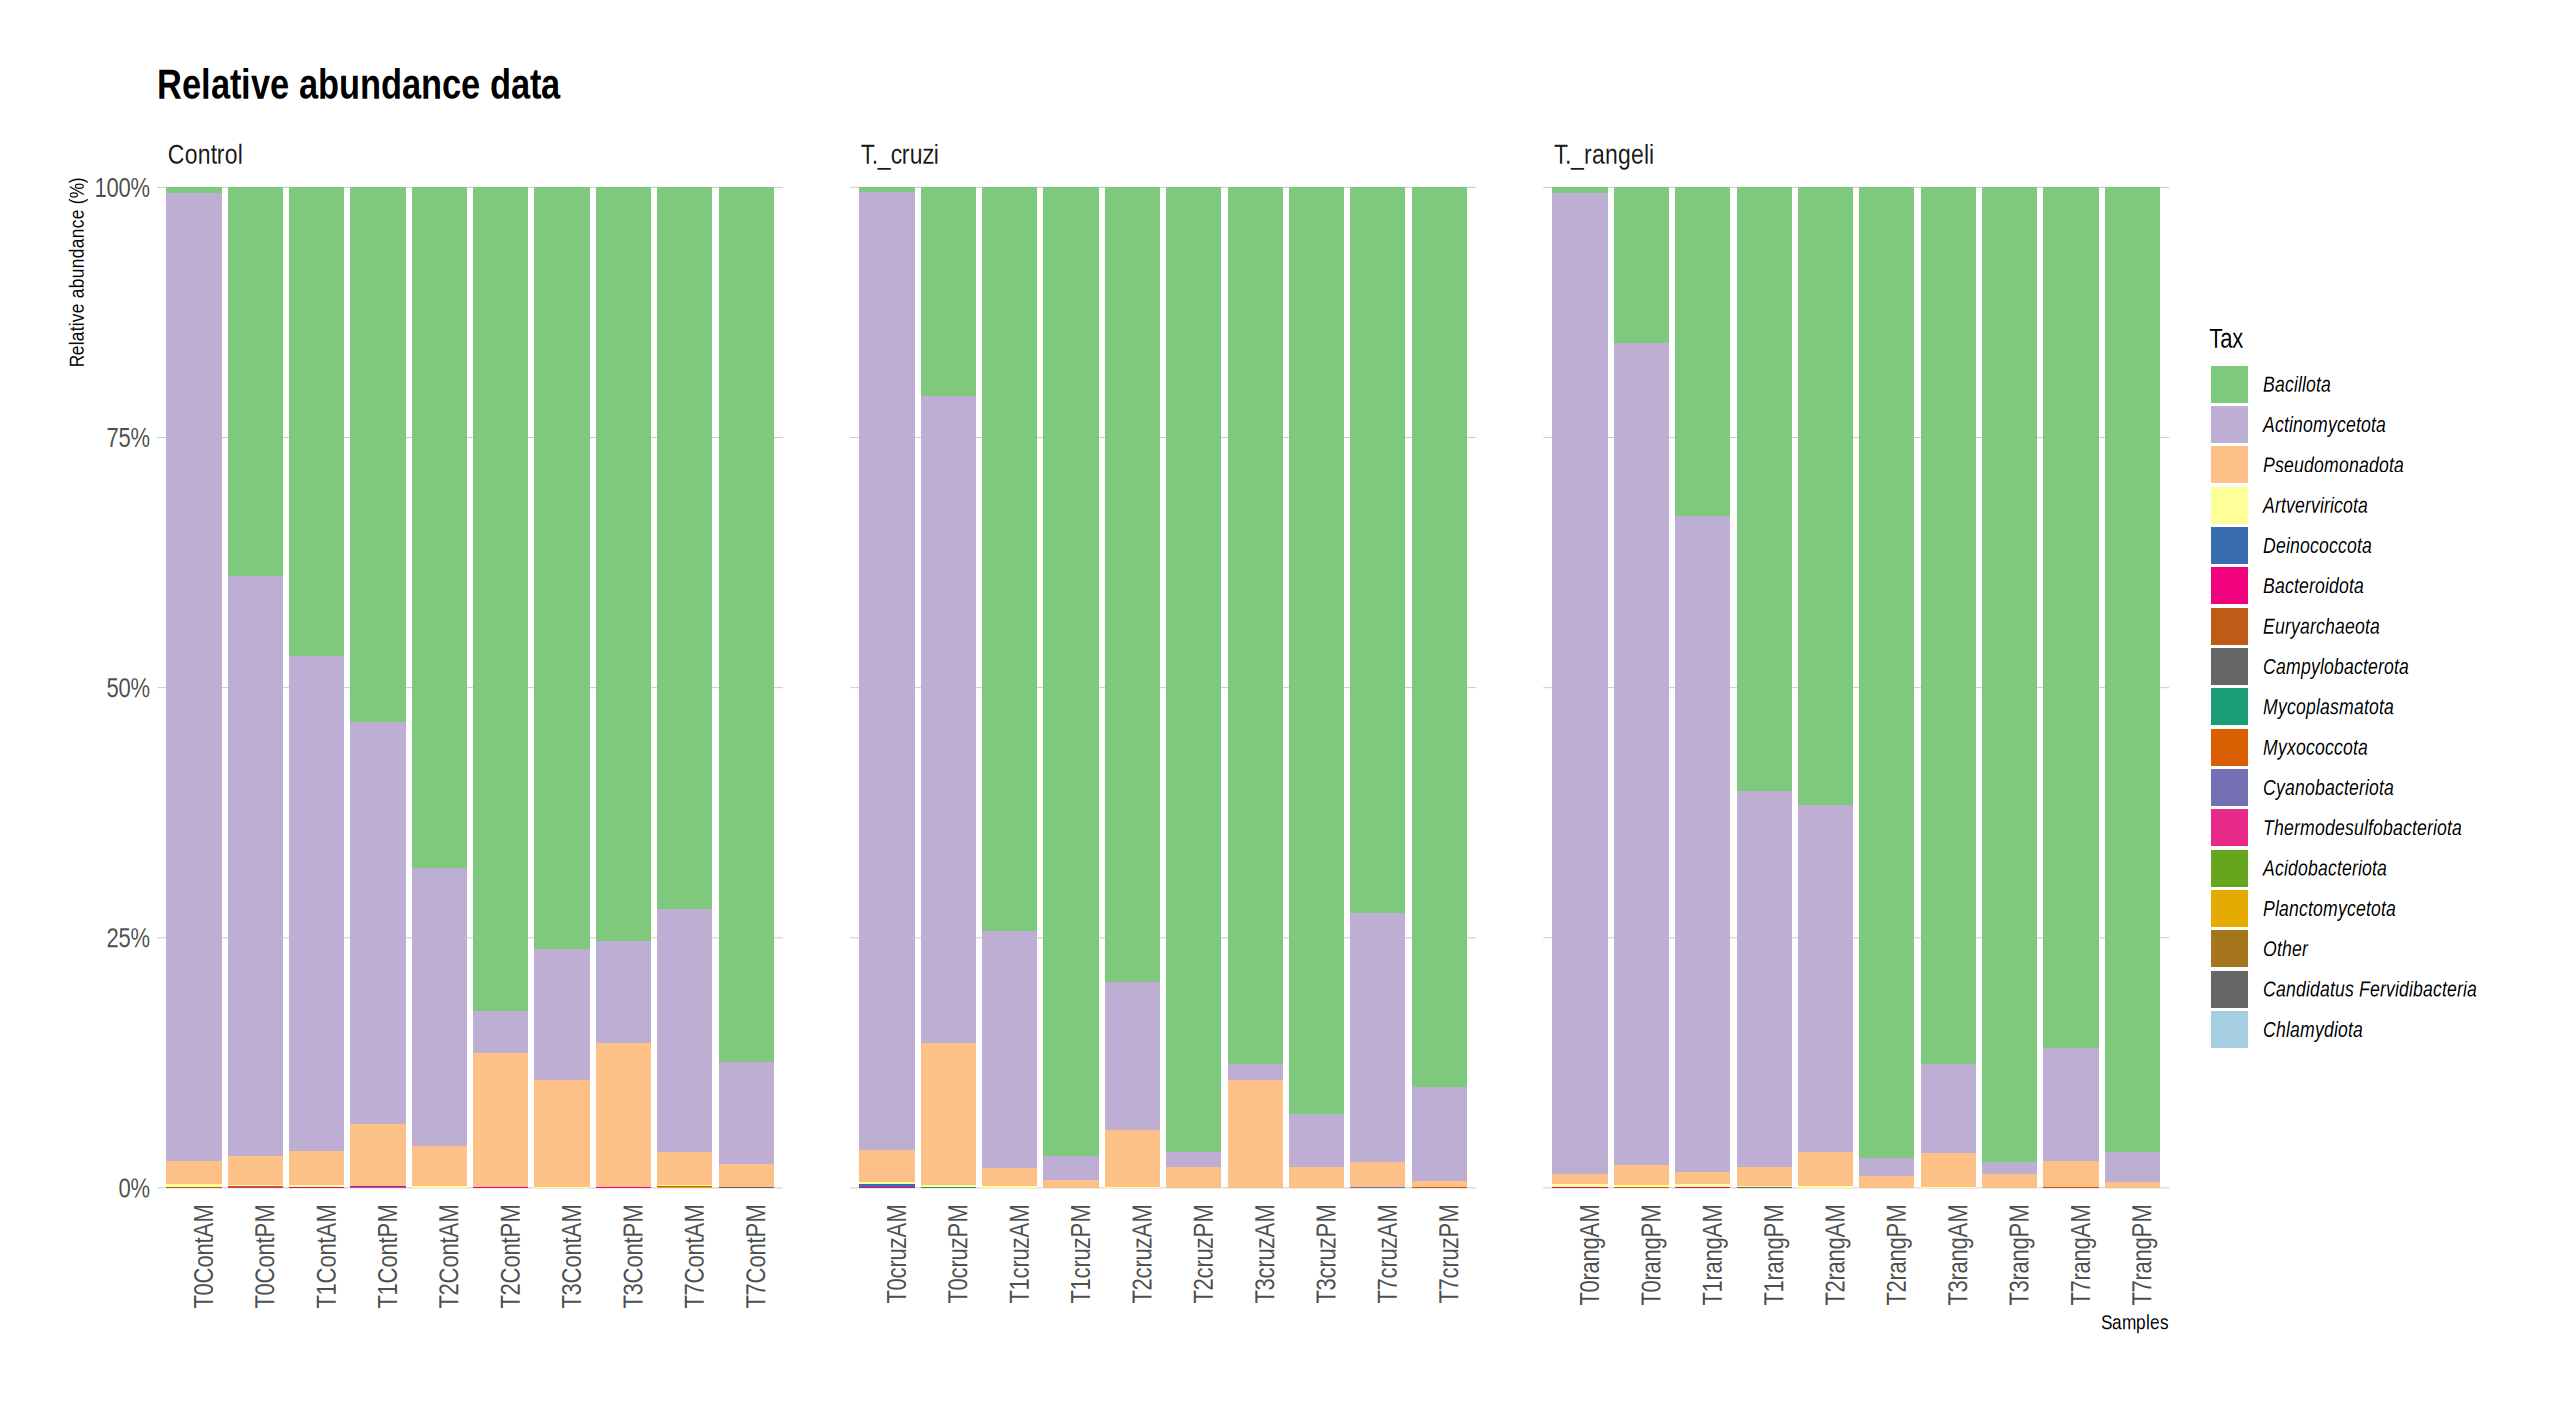 Relative abundance data
Control
T._cruzi
T._rangeli
Relative abundance (%)
100%
75%
50%
25%
0%
T0ContAM
T0ContPM
T1ContAM
T1ContPM
T2ContAM
T2ContPM
T3ContAM
T3ContPM
T7ContAM
T7ContPM
T0cruzAM
T0cruzPM
T1cruzAM
T1cruzPM
T2cruzAM
T2cruzPM
T3cruzAM
T3cruzPM
T7cruzAM
T7cruzPM
T0rangAM
T0rangPM
T1rangAM
T1rangPM
T2rangAM
T2rangPM
T3rangAM
T3rangPM
T7rangAM
T7rangPM
Samples
Tax
Bacillota
Actinomycetota
Pseudomonadota
Artverviricota
Deinococcota
Bacteroidota
Euryarchaeota
Campylobacterota
Mycoplasmatota
Myxococcota
Cyanobacteriota
Thermodesulfobacteriota
Acidobacteriota
Planctomycetota
Other
Candidatus Fervidibacteria
Chlamydiota